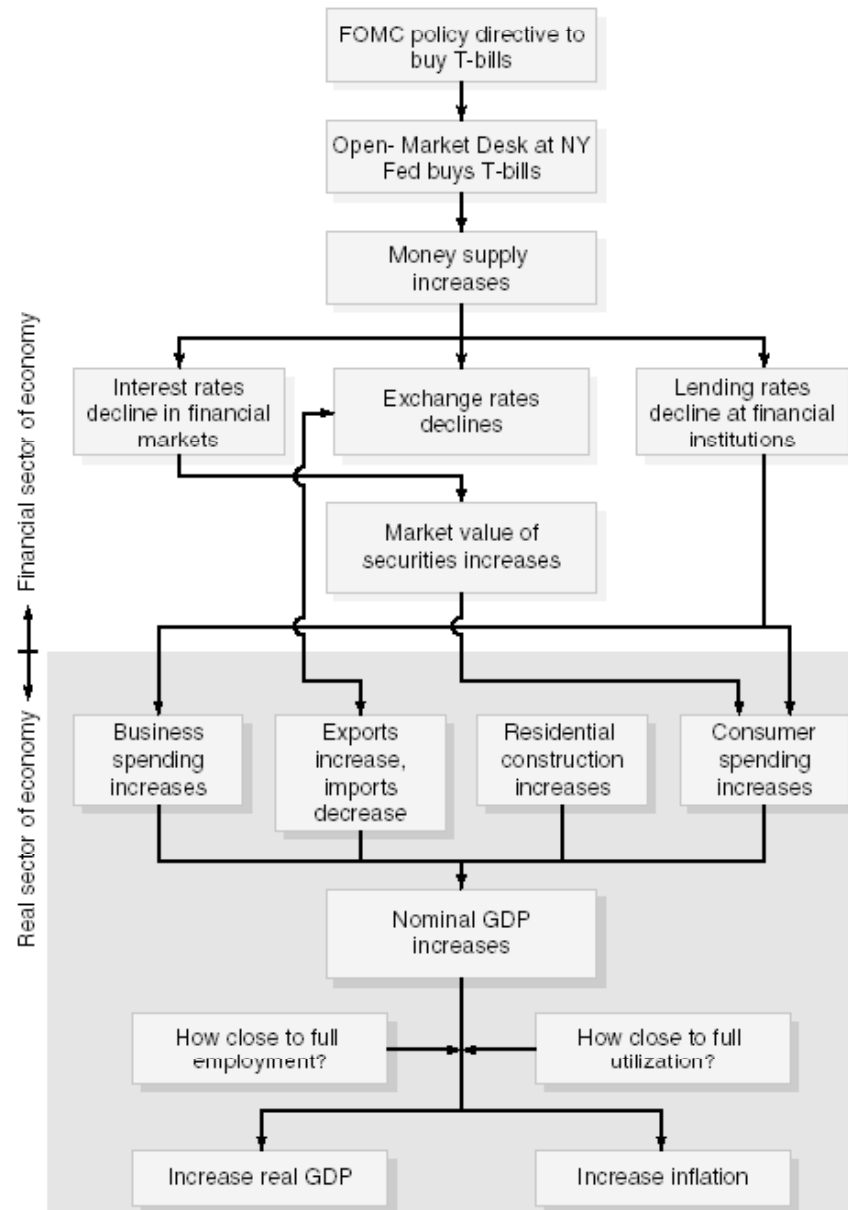 FOMC policy directive to
buy T-bills
Open- Market Desk at NY
Fed buys T-bills
Money supply
increases
Interest rates
decline in financial
markets
Exchange rates
declines
Lending rates
decline at financial
institutions
Market value of
securities increases
Financial sector of economy
Real sector of economy
Business
spending
increases
Exports
increase,
imports
decrease
Residential
construction
increases
Consumer
spending
increases
Nominal GDP
increases
How close to full
employment?
How close to full
utilization?
Increase real GDP
Increase inflation